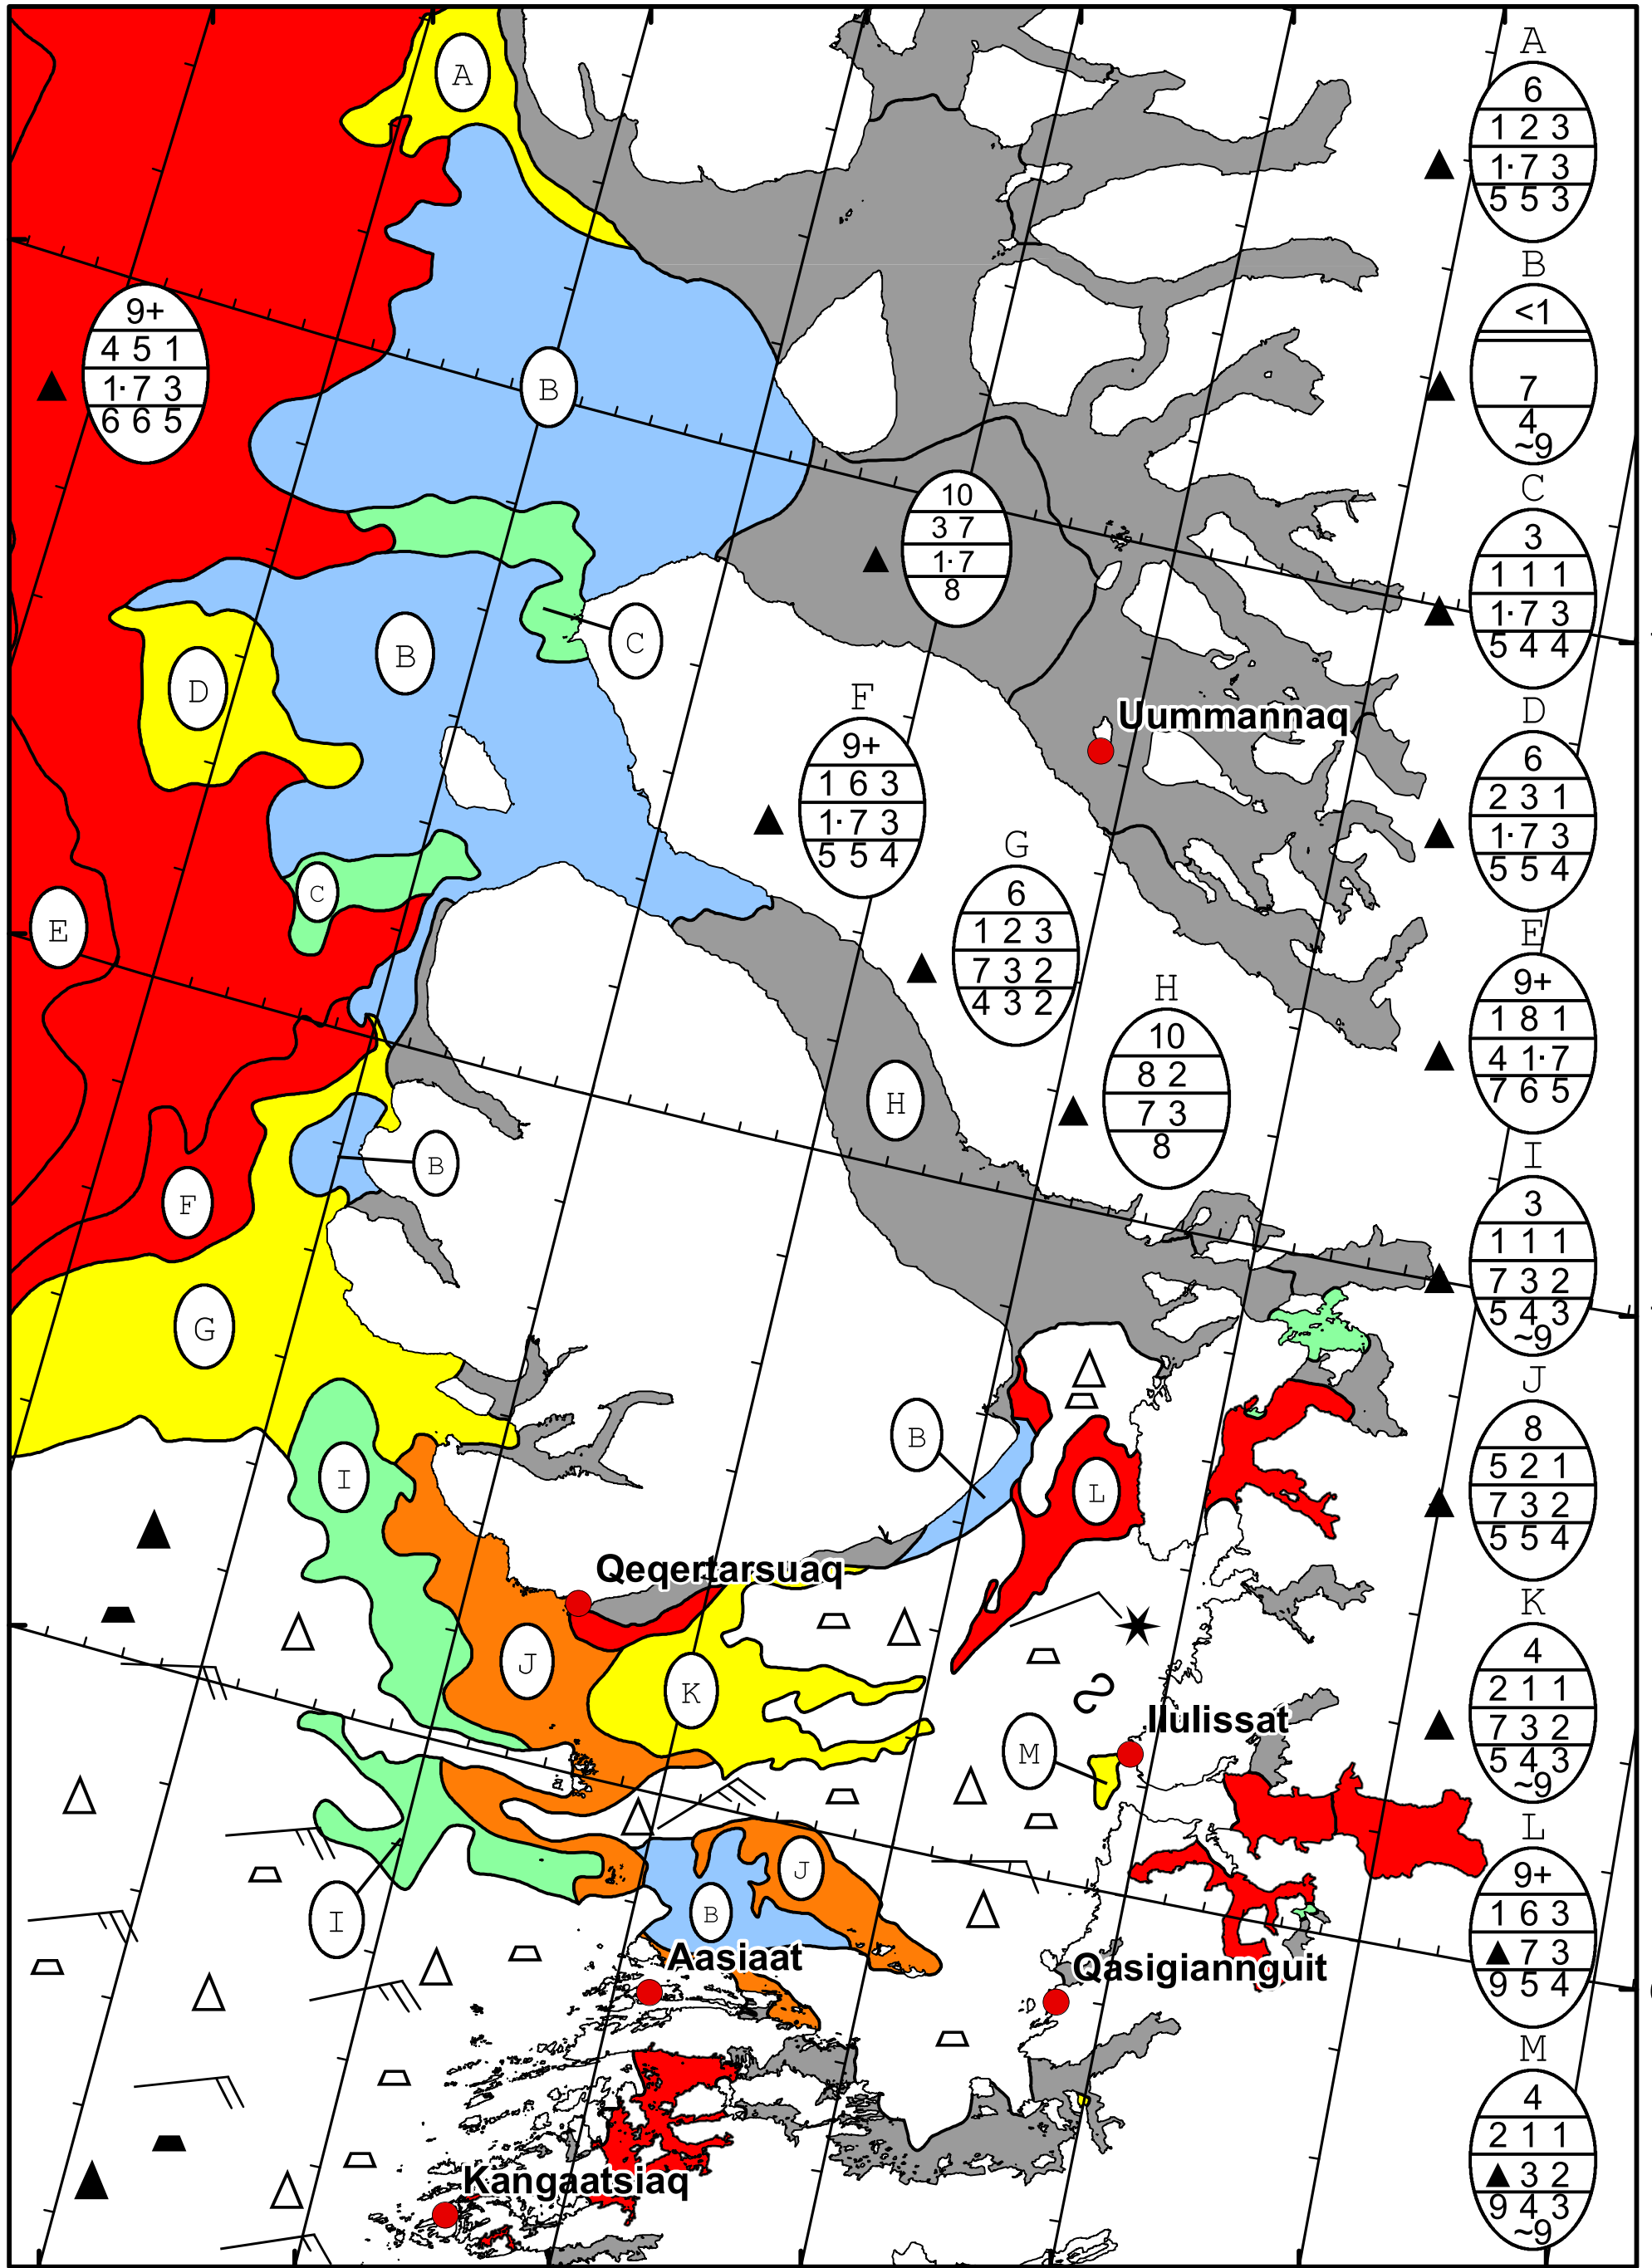 A
B
9+
4 5 1
1· 7 3
6 6 5
B
C
D
E
C
B
F
G
I
J
K
I
B
J
H
B
L
M
10
3 7
1· 7
8
F
9+
1 6 3
1· 7 3
5 5 4
G
6
1 2 3
7 3 2
4 3 2
H
10
8 2
7 3
8
Uummannaq
Qeqertarsuaq
Ilulissat
Aasiaat
Qasigiannguit
Kangaatsiaq
A
6
1 2 3
1· 7 3
5 5 3
B
<1
7
4
~9
C
3
1 1 1
1· 7 3
5 4 4
D
6
2 3 1
1· 7 3
5 5 4
E
9+
1 8 1
4 1· 7
7 6 5
I
3
1 1 1
7 3 2
5 4 3
~9
J
8
5 2 1
7 3 2
5 5 4
K
4
2 1 1
7 3 2
5 4 3
~9
L
9+
1 6 3
▲ 7 3
9 5 4
M
4
2 1 1
▲ 3 2
9 4 3
~9